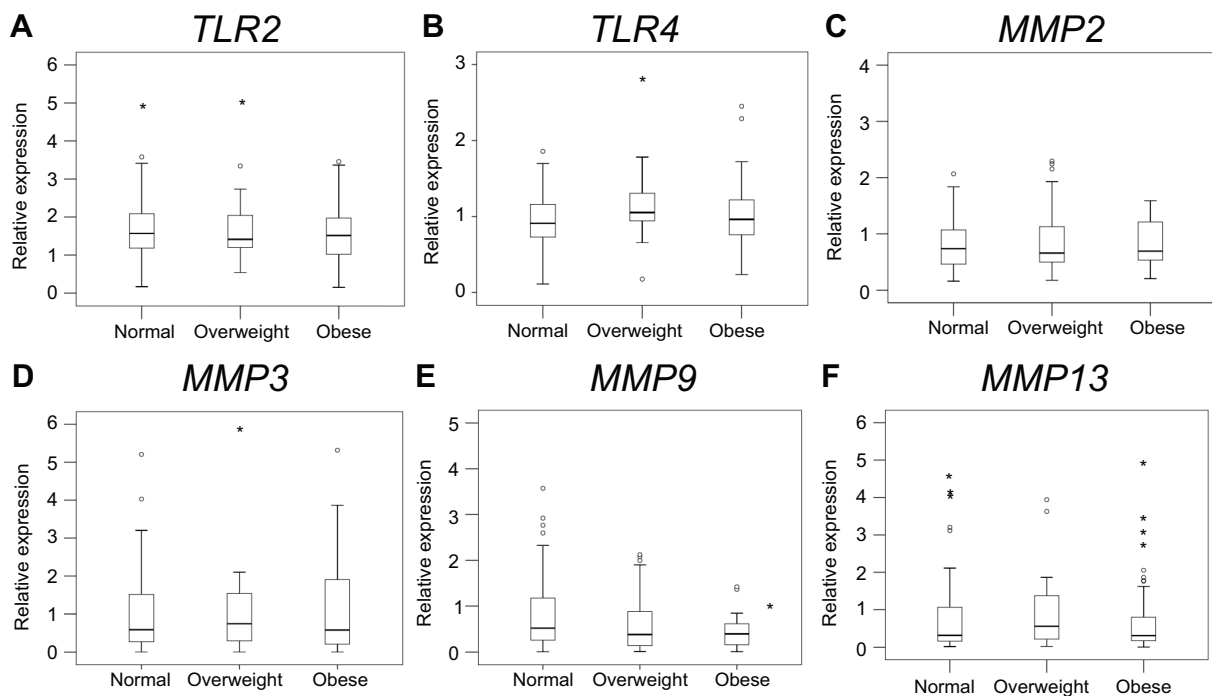 A TLR2
Relative expression
6
5
4
3
2
1
0
Normal Overweight Obese
B TLR4
Relative expression
3
2
1
0
Normal Overweight Obese
C MMP2
Relative expression
4
3
2
1
0
Normal Overweight Obese
D MMP3
Relative expression
6
5
4
3
2
1
0
Normal Overweight Obese
E MMP9
Relative expression
5
4
3
2
1
0
Normal Overweight Obese
F MMP13
Relative expression
6
5
4
3
2
1
0
Normal Overweight Obese